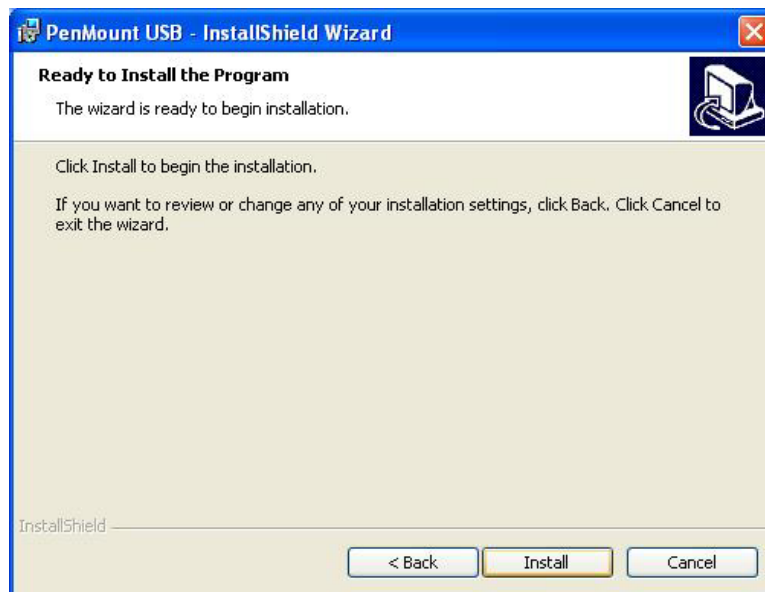 PenMount USB - InstallShield Wizard
Ready to Install the Program
The wizard is ready to begin installation.
Click Install to begin the installation.
If you want to review or change any of your installation settings, click Back. Click Cancel to
exit the wizard.
InstallShield
< Back Install Cancel